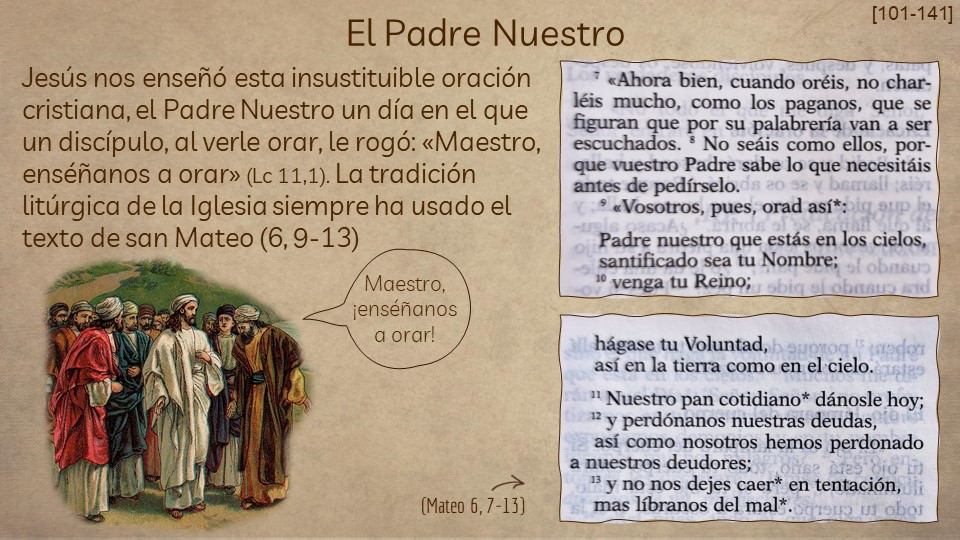 [101-141]
El Padre Nuestro
Jesús nos enseñó esta insustituible oración
cristiana, el Padre Nuestro un día en el que
un discípulo, al verle orar, le rogó: «Maestro,
enséñanos a orar» (Lc 11,1). La tradición
litúrgica de la Iglesia siempre ha usado el
texto de san Mateo (6, 9-13)
Maestro,
¡enséñanos
a orar!
7 «Ahora bien, cuando oréis, no char-
léis mucho, como los paganos, que se
figuran que por su palabrería van a ser
escuchados. 8 No seáis como ellos, por-
que vuestro Padre sabe lo que necesitáis
antes de pedírselo.
9 «Vosotros, pues, orad así*:
Padre nuestro que estás en los cielos,
santificado sea tu Nombre;
10 venga tu Reino;
hágase tu Voluntad,
así en la tierra como en el cielo.
11 Nuestro pan cotidiano* dánosle hoy;
12 y perdónanos nuestras deudas,
así como nosotros hemos perdonado
a nuestros deudores;
13 y no nos dejes caer* en tentación,
mas líbranos del mal*.
(Mateo 6, 7-13)